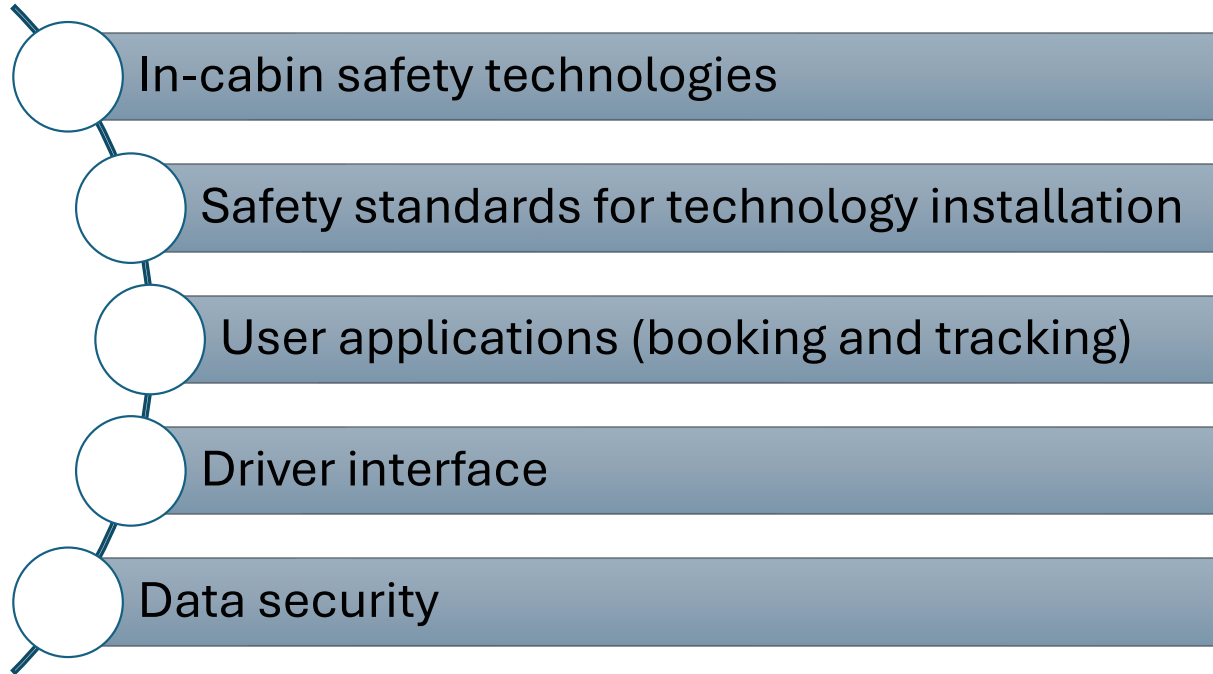 In-cabin safety technologies
Safety standards for technology installation
User applications (booking and tracking)
Driver interface
Data security